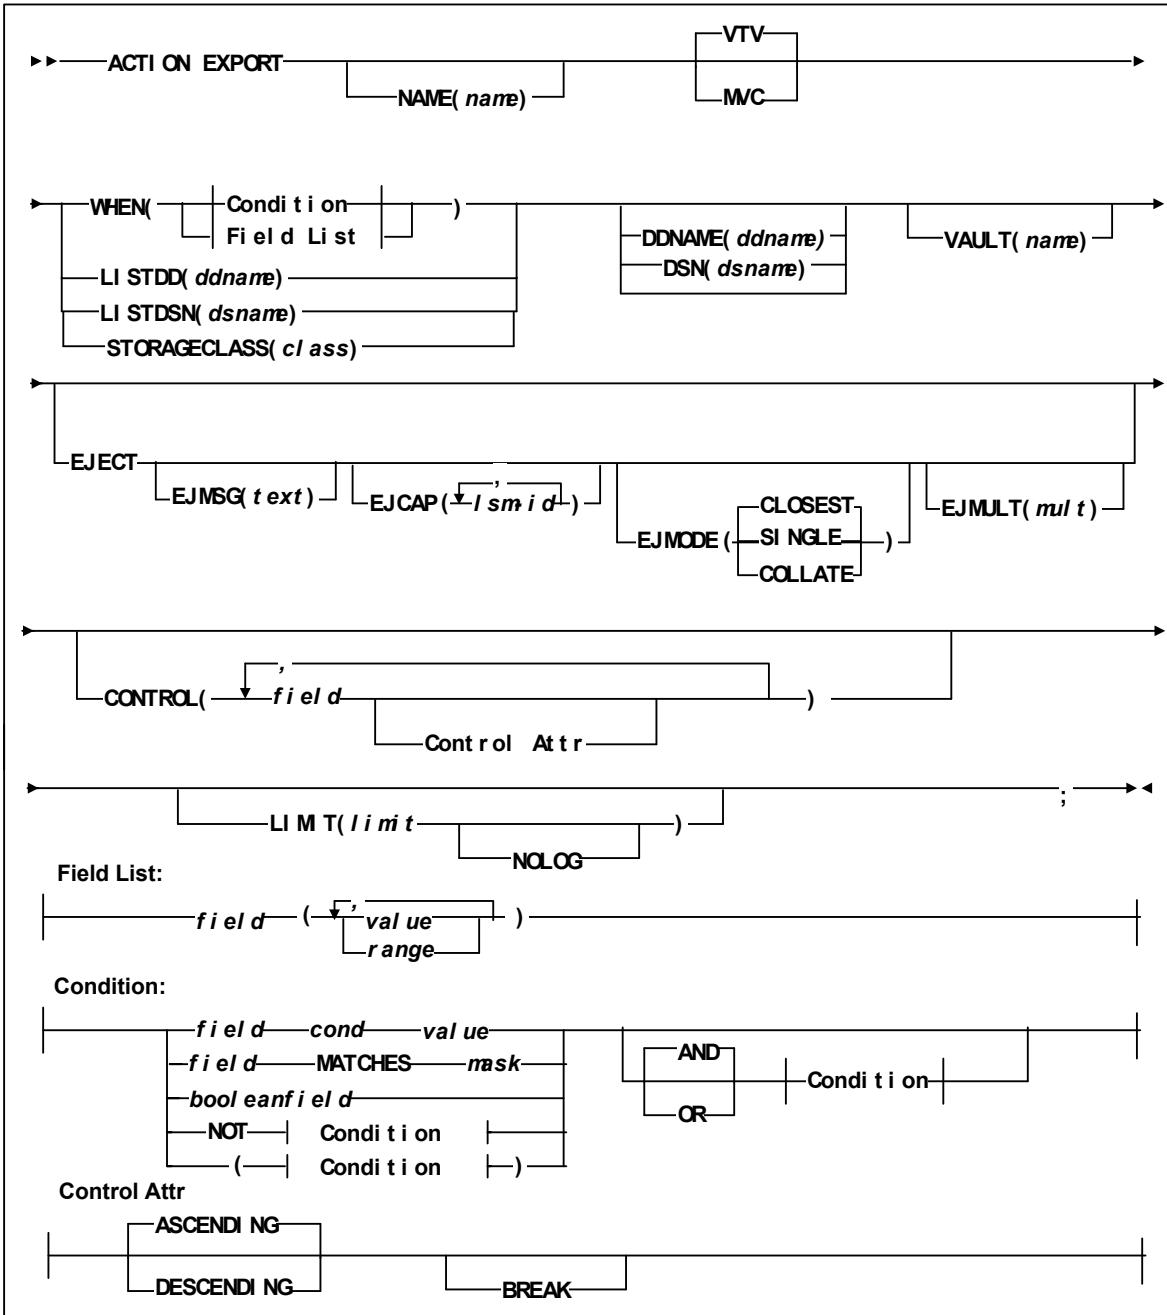 VTV
ACTION EXPORT
NAME(name)
MVC
WHEN( Condition )
Field List
DDNAME(ddname)
VAULT(name)
DSN(dsname)
LISTDD(ddname)
LISTDSN(dsname)
STORAGECLASS(class)
EJECT
,
EJMSG(text) EJCAP( lsm-id ) EJMODE( CLOSEST EJMULT(mult)
SINGLE )
COLLATE
,
CONTROL( field )
Control Attr
LIMIT(limit ) ;
NOLOG
Field List:
,
field ( value )
range
Condition:
field cond value
AND
field MATCHES mask
Condition
booleanfield
OR
NOT Condition
( Condition )
Control Attr
ASCENDING
DESCENDING BREAK